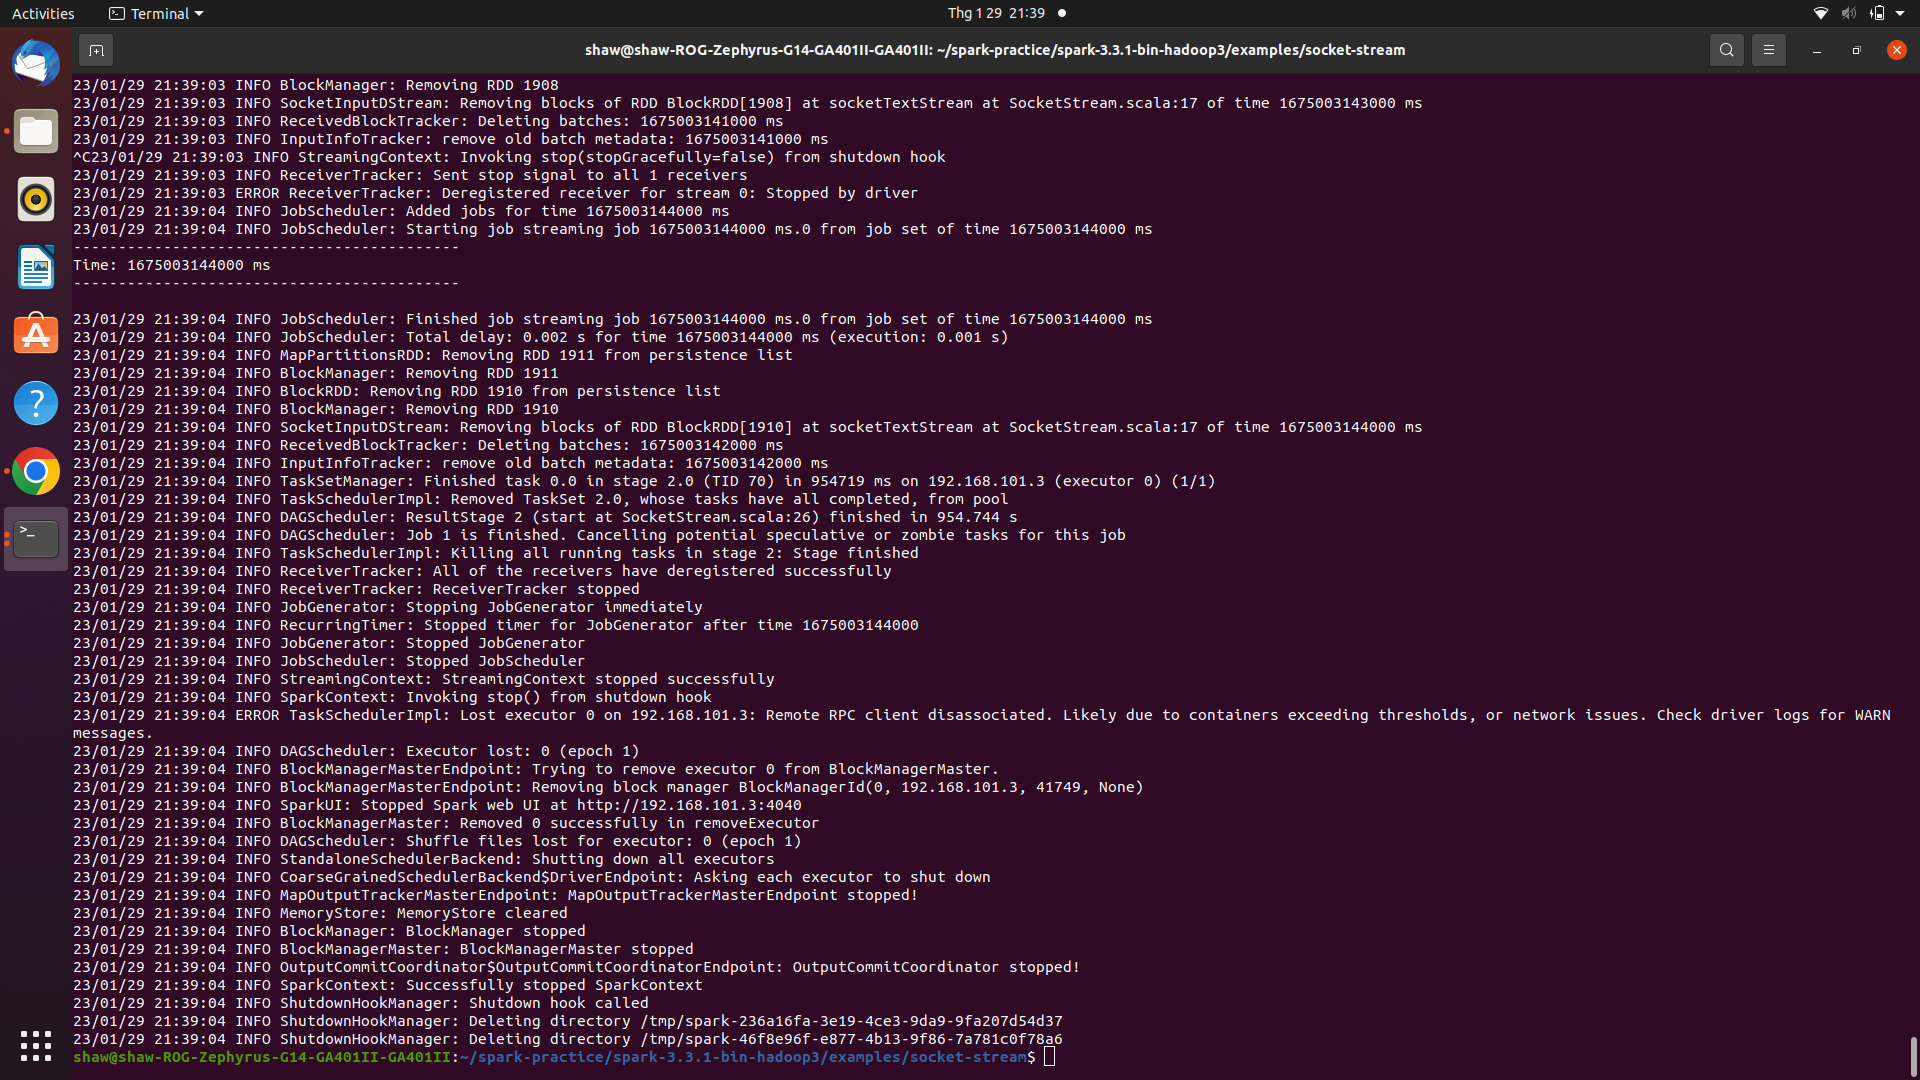 Activities
Terminal
Thg 1 29 21:39
shaw@shaw-ROG-Zephyrus-G14-GA401II-GA401II: ~/spark-practice/spark-3.3.1-bin-hadoop3/examples/socket-stream
23/01/29 21:39:03 INFO BlockManager: Removing RDD 1908
23/01/29 21:39:03 INFO SocketInputDStream: Removing blocks of RDD BlockRDD[1908] at socketTextStream at SocketStream.scala:17 of time 1675003143000 ms
23/01/29 21:39:03 INFO ReceivedBlockTracker: Deleting batches: 1675003141000 ms
23/01/29 21:39:03 INFO InputInfoTracker: remove old batch metadata: 1675003141000 ms
^C23/01/29 21:39:03 INFO StreamingContext: Invoking stop(stopGracefully=false) from shutdown hook
23/01/29 21:39:03 INFO ReceiverTracker: Sent stop signal to all 1 receivers
23/01/29 21:39:03 ERROR ReceiverTracker: Deregistered receiver for stream 0: Stopped by driver
23/01/29 21:39:04 INFO JobScheduler: Added jobs for time 1675003144000 ms
23/01/29 21:39:04 INFO JobScheduler: Starting job streaming job 1675003144000 ms.0 from job set of time 1675003144000 ms
-------------------------------------------
Time: 1675003144000 ms
-------------------------------------------
23/01/29 21:39:04 INFO JobScheduler: Finished job streaming job 1675003144000 ms.0 from job set of time 1675003144000 ms
23/01/29 21:39:04 INFO JobScheduler: Total delay: 0.002 s for time 1675003144000 ms (execution: 0.001 s)
23/01/29 21:39:04 INFO MapPartitionsRDD: Removing RDD 1911 from persistence list
23/01/29 21:39:04 INFO BlockManager: Removing RDD 1911
23/01/29 21:39:04 INFO BlockRDD: Removing RDD 1910 from persistence list
23/01/29 21:39:04 INFO BlockManager: Removing RDD 1910
23/01/29 21:39:04 INFO SocketInputDStream: Removing blocks of RDD BlockRDD[1910] at socketTextStream at SocketStream.scala:17 of time 1675003144000 ms
23/01/29 21:39:04 INFO ReceivedBlockTracker: Deleting batches: 1675003142000 ms
23/01/29 21:39:04 INFO InputInfoTracker: remove old batch metadata: 1675003142000 ms
23/01/29 21:39:04 INFO TaskSetManager: Finished task 0.0 in stage 2.0 (TID 70) in 954719 ms on 192.168.101.3 (executor 0) (1/1)
23/01/29 21:39:04 INFO TaskSchedulerImpl: Removed TaskSet 2.0, whose tasks have all completed, from pool
23/01/29 21:39:04 INFO DAGScheduler: ResultStage 2 (start at SocketStream.scala:26) finished in 954.744 s
23/01/29 21:39:04 INFO DAGScheduler: Job 1 is finished. Cancelling potential speculative or zombie tasks for this job
23/01/29 21:39:04 INFO TaskSchedulerImpl: Killing all running tasks in stage 2: Stage finished
23/01/29 21:39:04 INFO ReceiverTracker: All of the receivers have deregistered successfully
23/01/29 21:39:04 INFO ReceiverTracker: ReceiverTracker stopped
23/01/29 21:39:04 INFO JobGenerator: Stopping JobGenerator immediately
23/01/29 21:39:04 INFO RecurringTimer: Stopped timer for JobGenerator after time 1675003144000
23/01/29 21:39:04 INFO JobGenerator: Stopped JobGenerator
23/01/29 21:39:04 INFO JobScheduler: Stopped JobScheduler
23/01/29 21:39:04 INFO StreamingContext: StreamingContext stopped successfully
23/01/29 21:39:04 INFO SparkContext: Invoking stop() from shutdown hook
23/01/29 21:39:04 ERROR TaskSchedulerImpl: Lost executor 0 on 192.168.101.3: Remote RPC client disassociated. Likely due to containers exceeding thresholds, or network issues. Check driver logs for WARN
messages.
23/01/29 21:39:04 INFO DAGScheduler: Executor lost: 0 (epoch 1)
23/01/29 21:39:04 INFO BlockManagerMasterEndpoint: Trying to remove executor 0 from BlockManagerMaster.
23/01/29 21:39:04 INFO BlockManagerMasterEndpoint: Removing block manager BlockManagerId(0, 192.168.101.3, 41749, None)
23/01/29 21:39:04 INFO SparkUI: Stopped Spark web UI at http://192.168.101.3:4040
23/01/29 21:39:04 INFO BlockManagerMaster: Removed 0 successfully in removeExecutor
23/01/29 21:39:04 INFO DAGScheduler: Shuffle files lost for executor: 0 (epoch 1)
23/01/29 21:39:04 INFO StandaloneSchedulerBackend: Shutting down all executors
23/01/29 21:39:04 INFO CoarseGrainedSchedulerBackend$DriverEndpoint: Asking each executor to shut down
23/01/29 21:39:04 INFO MapOutputTrackerMasterEndpoint: MapOutputTrackerMasterEndpoint stopped!
23/01/29 21:39:04 INFO MemoryStore: MemoryStore cleared
23/01/29 21:39:04 INFO BlockManager: BlockManager stopped
23/01/29 21:39:04 INFO BlockManagerMaster: BlockManagerMaster stopped
23/01/29 21:39:04 INFO OutputCommitCoordinator$OutputCommitCoordinatorEndpoint: OutputCommitCoordinator stopped!
23/01/29 21:39:04 INFO SparkContext: Successfully stopped SparkContext
23/01/29 21:39:04 INFO ShutdownHookManager: Shutdown hook called
23/01/29 21:39:04 INFO ShutdownHookManager: Deleting directory /tmp/spark-236a16fa-3e19-4ce3-9da9-9fa207d54d37
23/01/29 21:39:04 INFO ShutdownHookManager: Deleting directory /tmp/spark-46f8e96f-e877-4b13-9f86-7a781c0f78a6
shaw@shaw-ROG-Zephyrus-G14-GA401II-GA401II:~/spark-practice/spark-3.3.1-bin-hadoop3/examples/socket-stream$